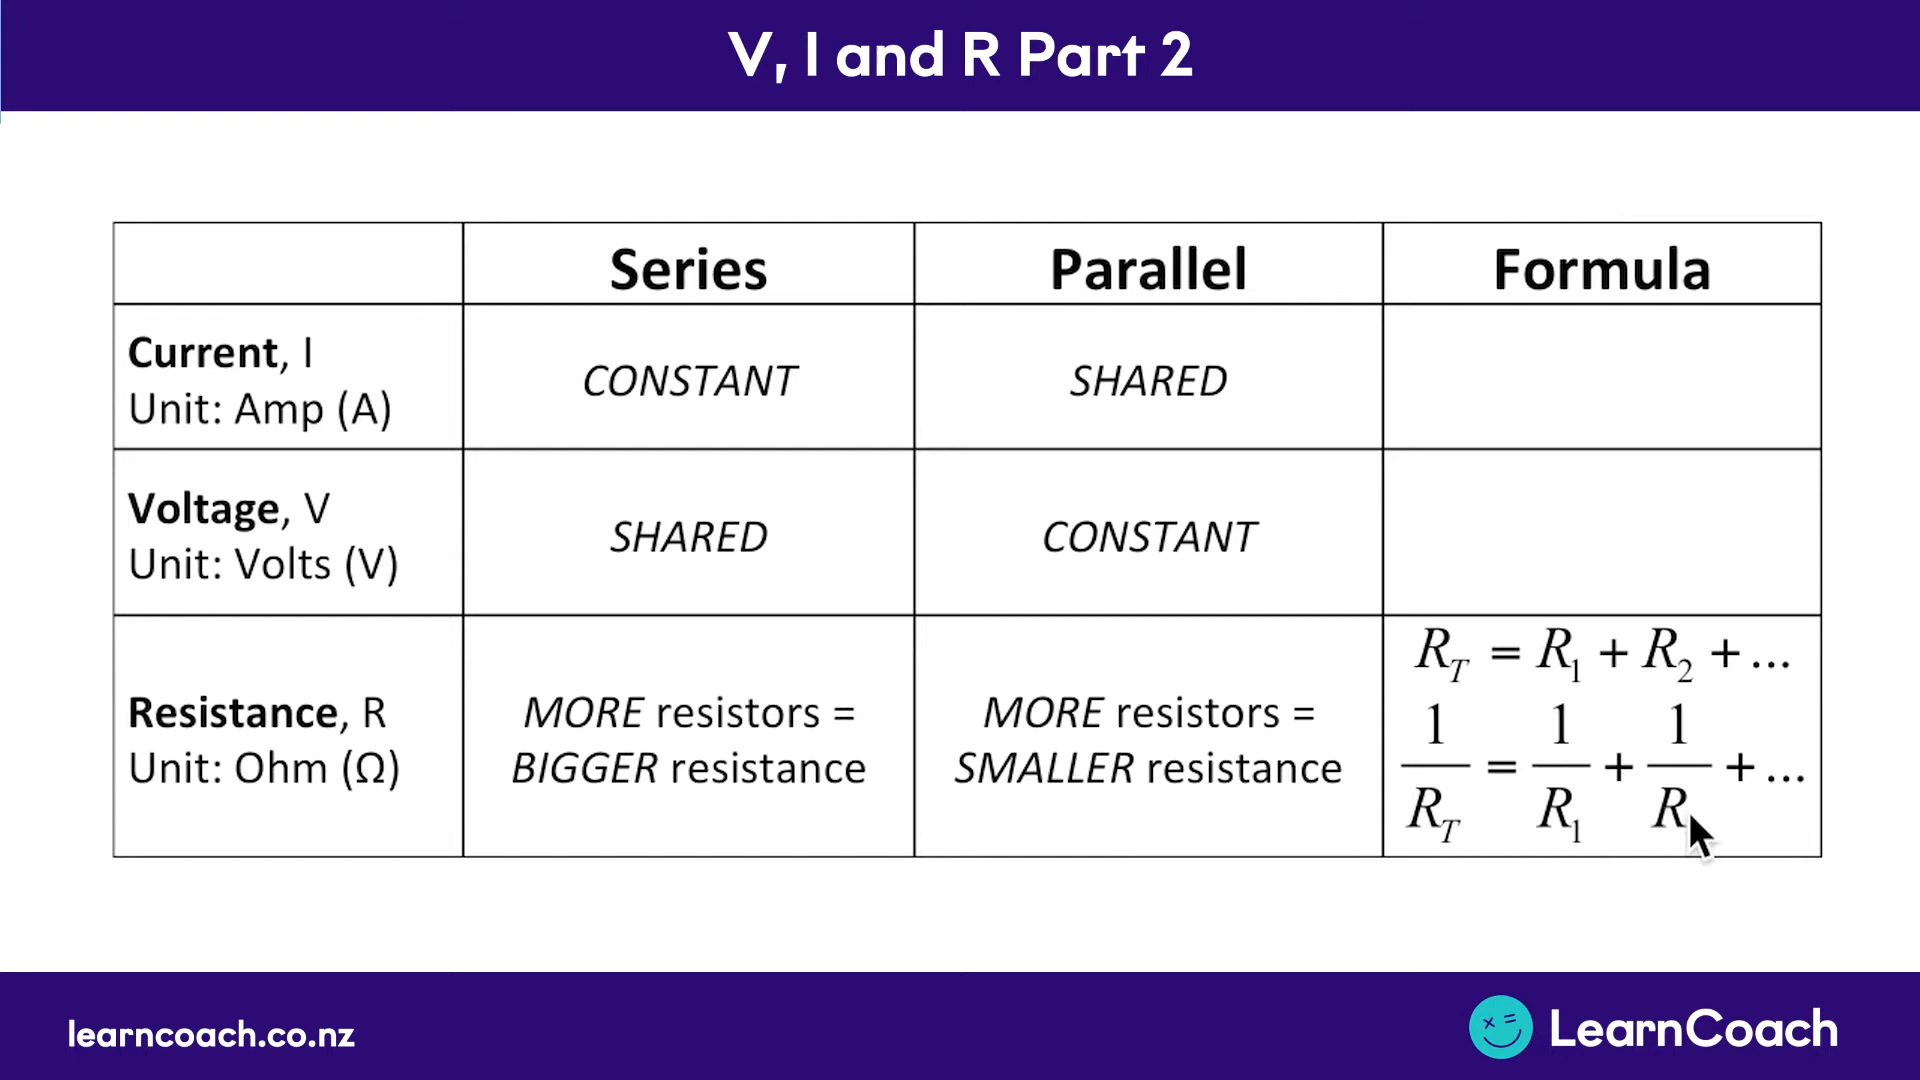 V, I and R Part 2
Series Parallel Formula
Current, I
Unit: Amp (A)
CONSTANT
SHARED
Voltage, V
Unit: Volts (V)
SHARED
CONSTANT
Resistance, R
Unit: Ohm (Ω)
MORE resistors =
BIGGER resistance
MORE resistors =
SMALLER resistance
R_T = R_1 + R_2 + ...
1/R_T = 1/R_1 + 1/R + ...
learncoach.co.nz
LearnCoach